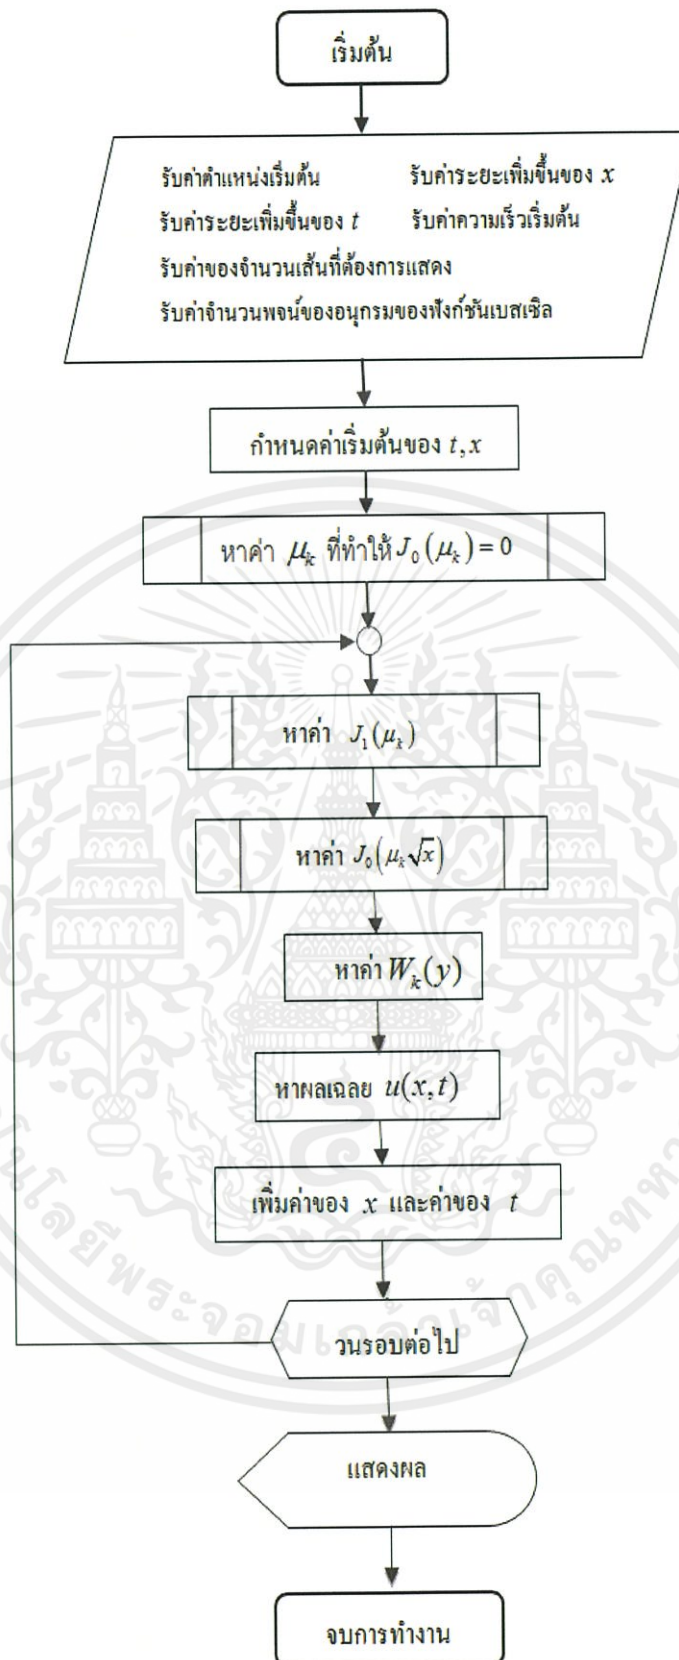 เริ่มต้น
รับค่าตำแหน่งเริ่มต้น รับค่าระยะเพิ่มขึ้นของ x
รับค่าระยะเพิ่มขึ้นของ t รับค่าความเร็วเริ่มต้น
รับค่าของจำนวนเส้นที่ต้องการแสดง
รับค่าจำนวนพจน์ของอนุกรมของฟังก์ชันเบสเซิล
กำหนดค่าเริ่มต้นของ t, x
หาค่า μₖ ที่ทำให้ J₀(μₖ) = 0
หาค่า J₁(μₖ)
หาค่า J₀(μₖ√x)
หาค่า Wₖ(y)
หาผลเฉลย u(x,t)
เพิ่มค่าของ x และค่าของ t
วนรอบต่อไป
แสดงผล
จบการทำงาน